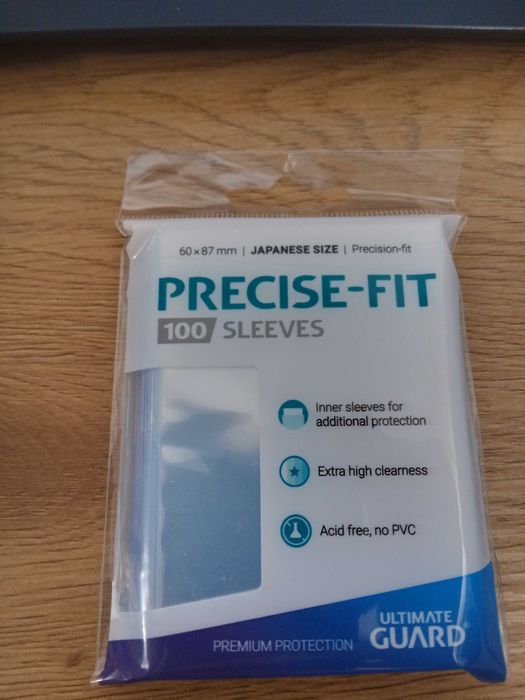 60 x 87 mm | JAPANESE SIZE | Precision-fit
PRECISE-FIT
100 SLEEVES
Inner sleeves for
additional protection
Extra high clearness
Acid free, no PVC
PREMIUM PROTECTION
ULTIMATE
GUARD